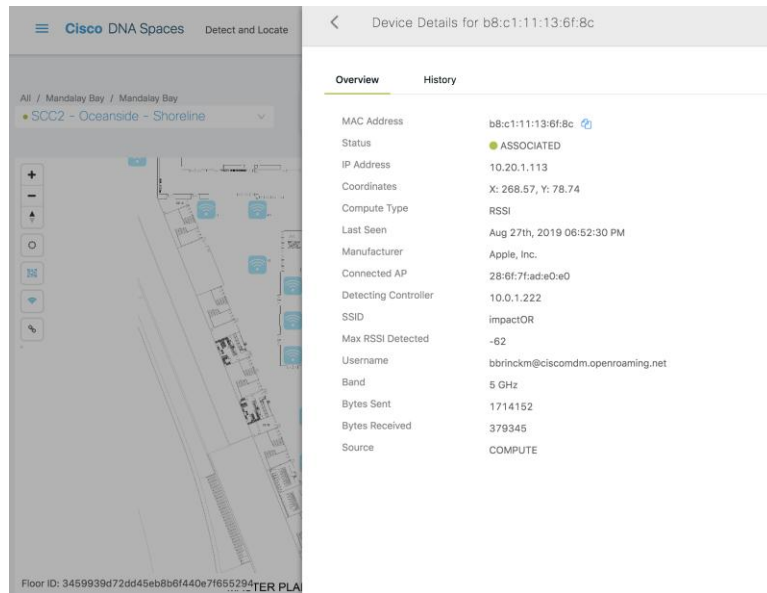 Cisco DNA Spaces
Detect and Locate
All / Mandalay Bay / Mandalay Bay
SCC2 - Oceanside - Shoreline
Floor ID: 3459939d72dd45eb8b6f440e7f655294
TER PLA
Device Details for b8:c1:11:13:6f:8c
Overview History
MAC Address b8:c1:11:13:6f:8c
Status ASSOCIATED
IP Address 10.20.1.113
Coordinates X: 268.57, Y: 78.74
Compute Type RSSI
Last Seen Aug 27th, 2019 06:52:30 PM
Manufacturer Apple, Inc.
Connected AP 28:6f:7f:ad:e0:e0
Detecting Controller 10.0.1.222
SSID impactOR
Max RSSI Detected -62
Username bbrinckm@ciscomdm.openroaming.net
Band 5 GHz
Bytes Sent 1714152
Bytes Received 379345
Source COMPUTE